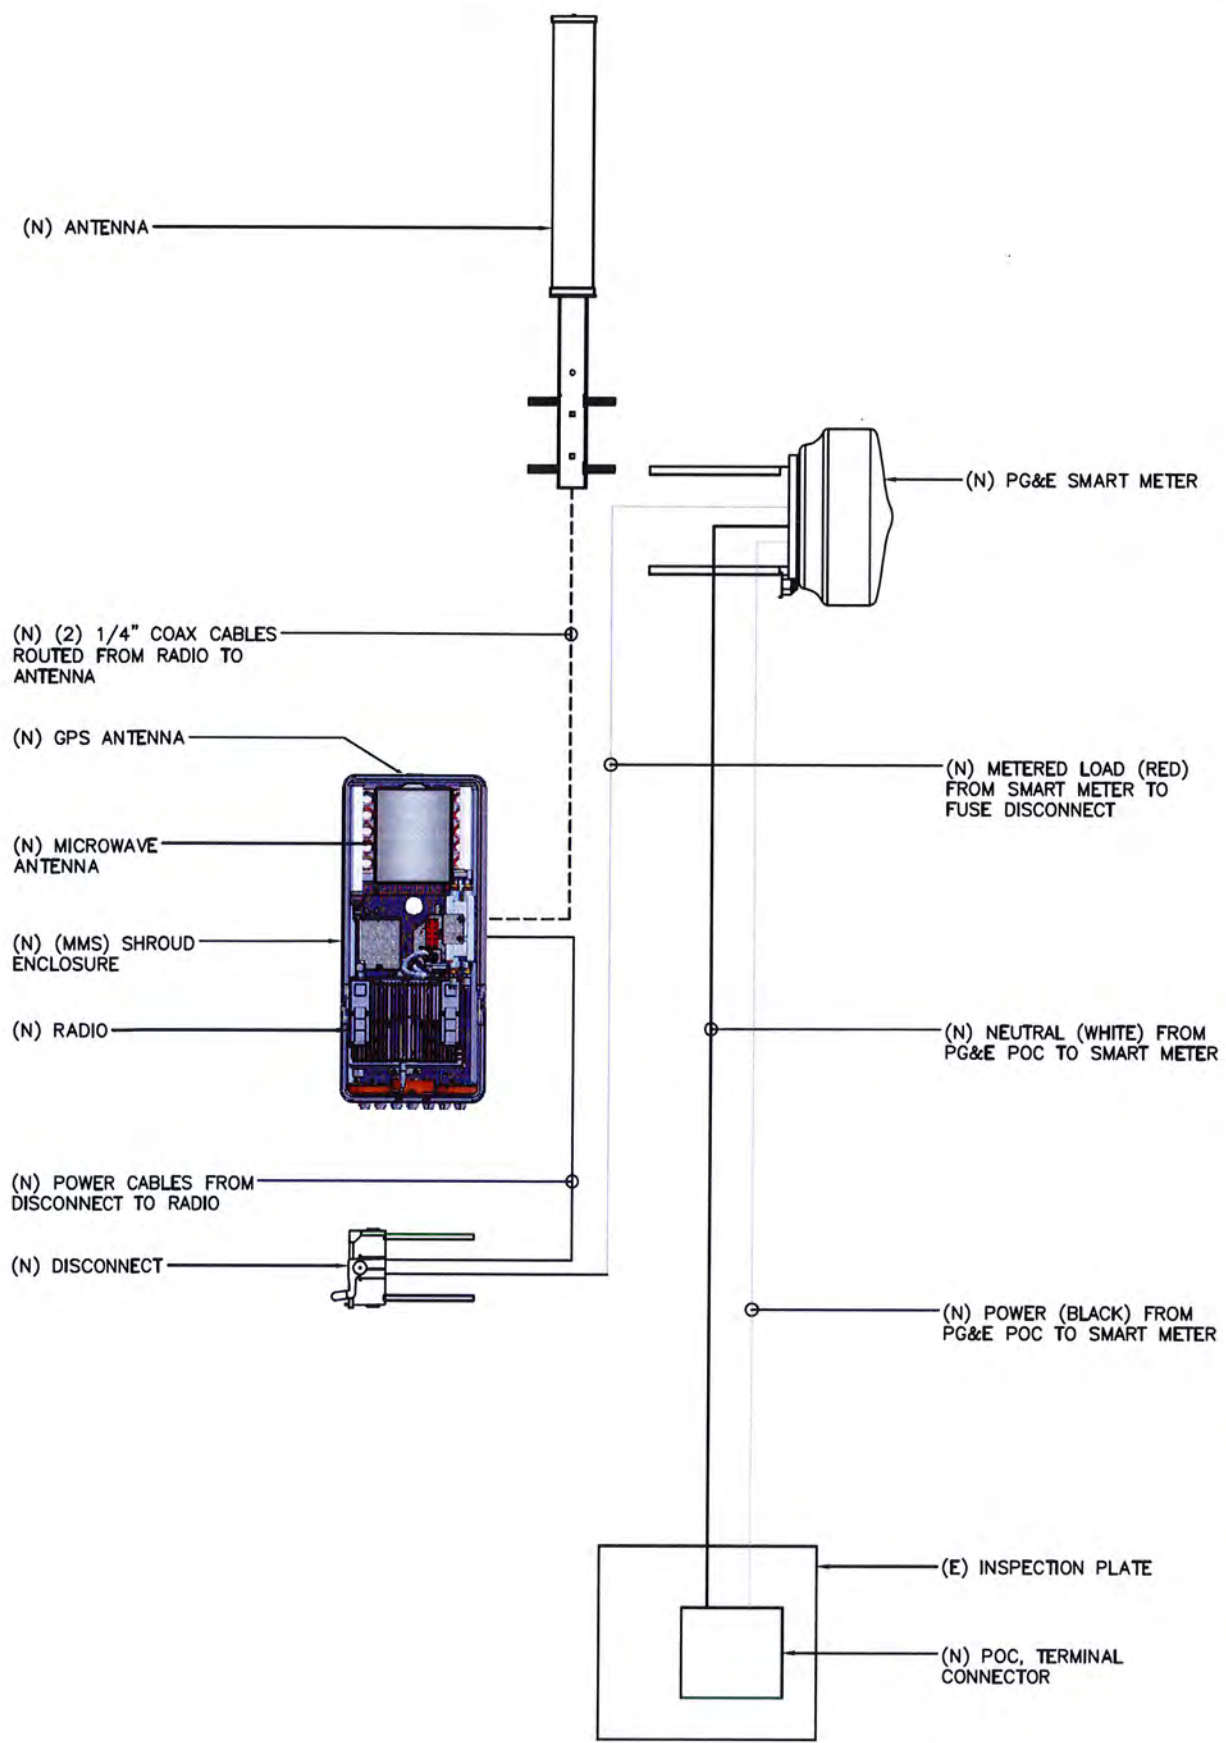 (N) ANTENNA
(N) PG&E SMART METER
(N) (2) 1/4" COAX CABLES
ROUTED FROM RADIO TO
ANTENNA
(N) GPS ANTENNA
(N) METERED LOAD (RED)
FROM SMART METER TO
FUSE DISCONNECT
(N) MICROWAVE
ANTENNA
(N) (MMS) SHROUD
ENCLOSURE
(N) RADIO
(N) NEUTRAL (WHITE) FROM
PG&E POC TO SMART METER
(N) POWER CABLES FROM
DISCONNECT TO RADIO
(N) DISCONNECT
(N) POWER (BLACK) FROM
PG&E POC TO SMART METER
(E) INSPECTION PLATE
(N) POC, TERMINAL
CONNECTOR